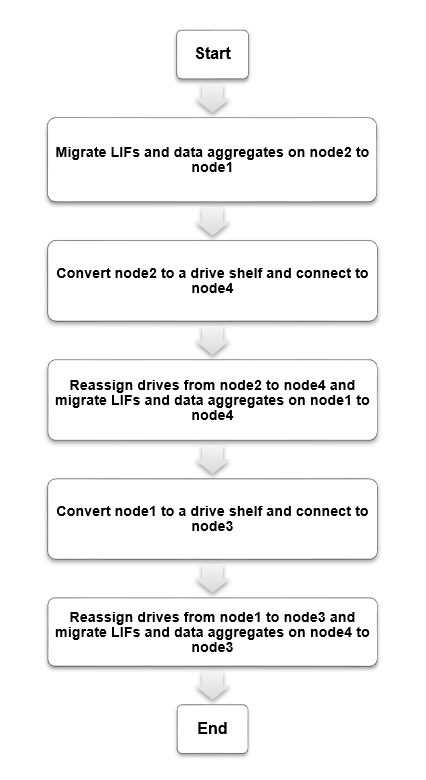 Start
Migrate LIFs and data aggregates on node2 to
node1
Convert node2 to a drive shelf and connect to
node4
Reassign drives from node2 to node4 and
migrate LIFs and data aggregates on node1 to
node4
Convert node1 to a drive shelf and connect to
node3
Reassign drives from node1 to node3 and
migrate LIFs and data aggregates on node4 to
node3
End